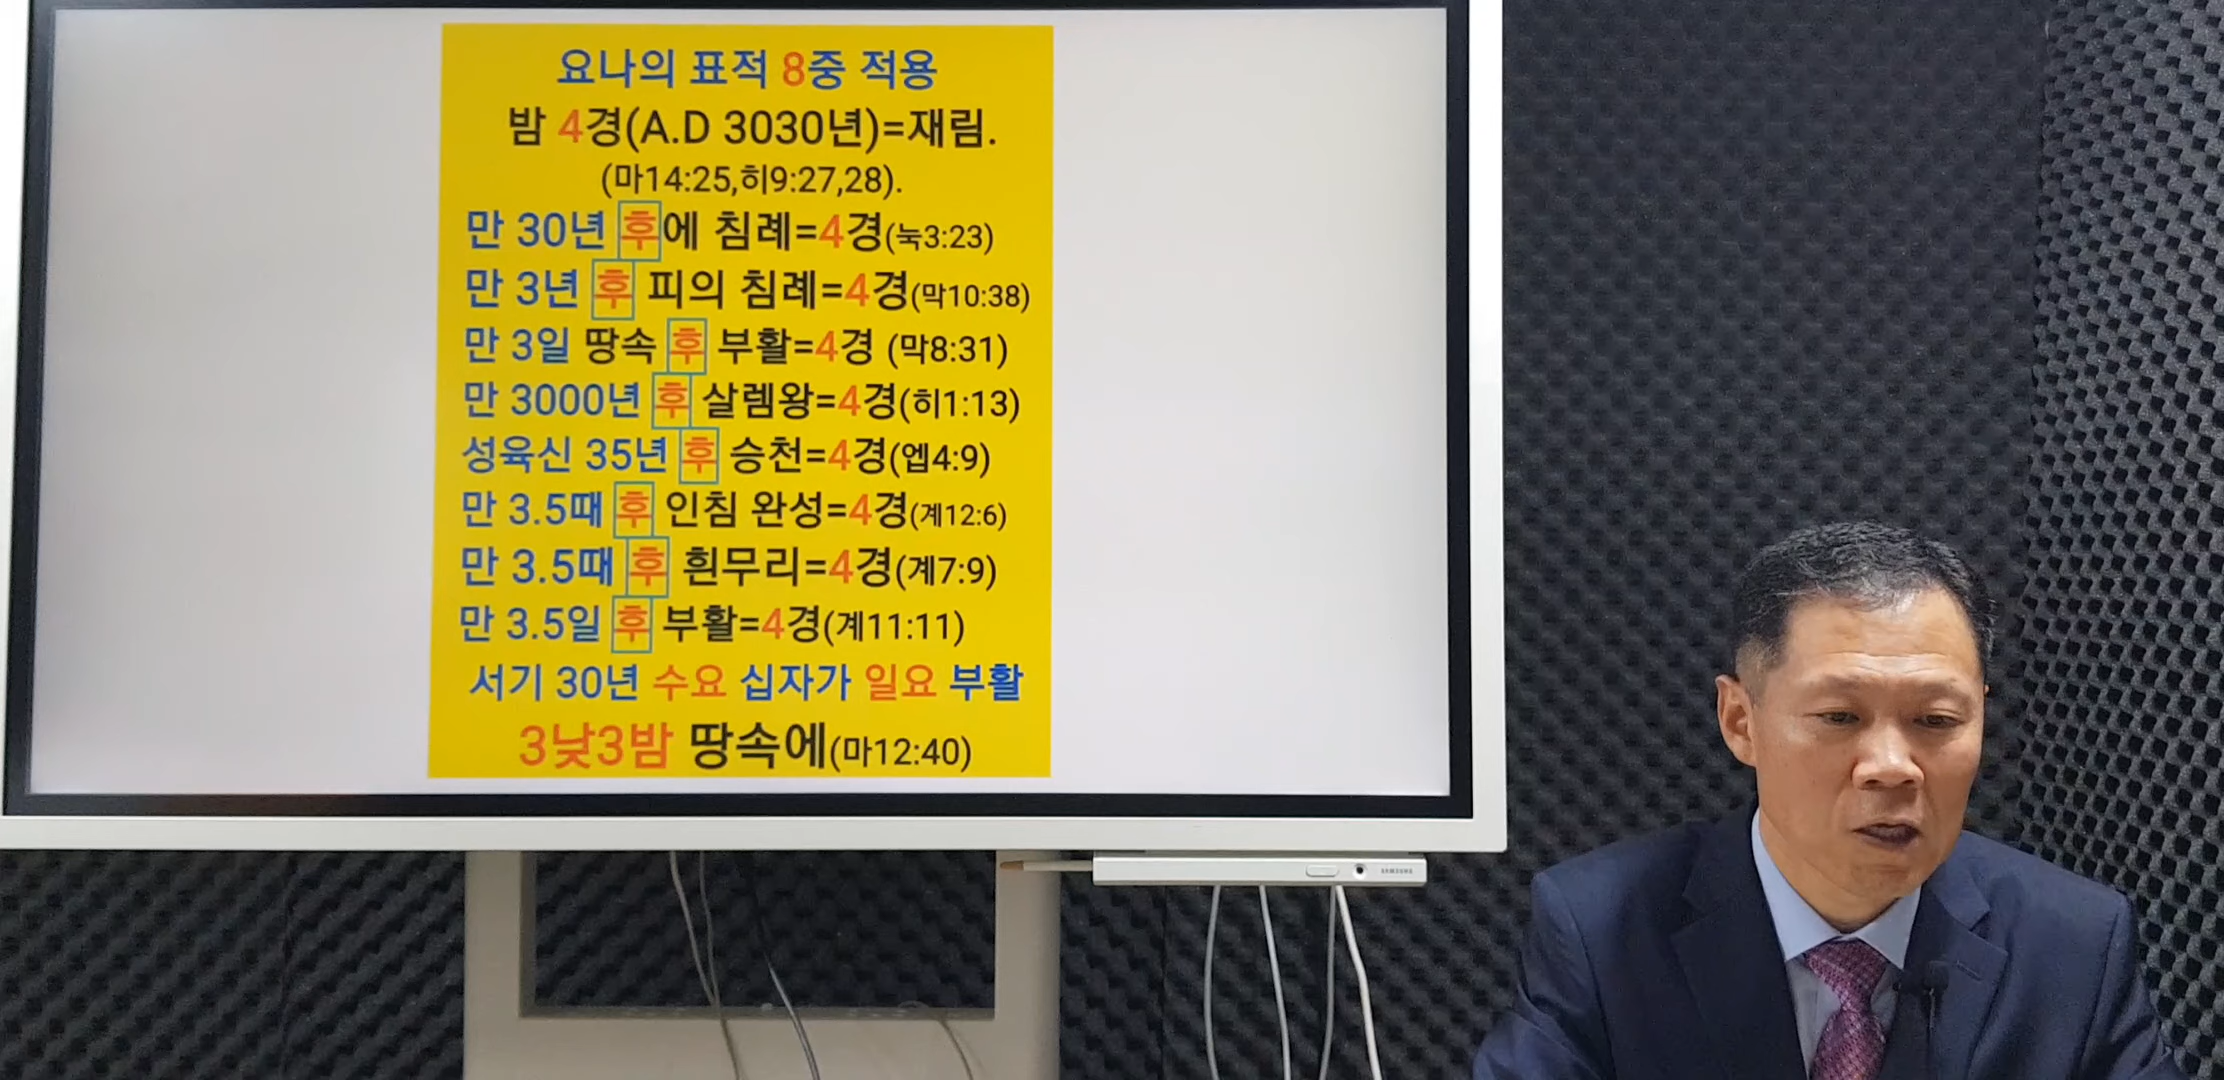 요나의 표적 8중 적용
밤 4경(A.D 3030년)=재림.
(마14:25,히9:27,28).
만 30년 후에 침례=4경(눅3:23)
만 3년 후 피의 침례=4경(막10:38)
만 3일 땅속 후 부활=4경 (막8:31)
만 3000년 후 살렘왕=4경(히1:13)
성육신 35년 후 승천=4경(엡4:9)
만 3.5때 후 인침 완성=4경(계12:6)
만 3.5때 후 흰무리=4경(계7:9)
만 3.5일 후 부활=4경(계11:11)
서기 30년 수요 십자가 일요 부활
3낮3밤 땅속에(마12:40)
SAMSUNG